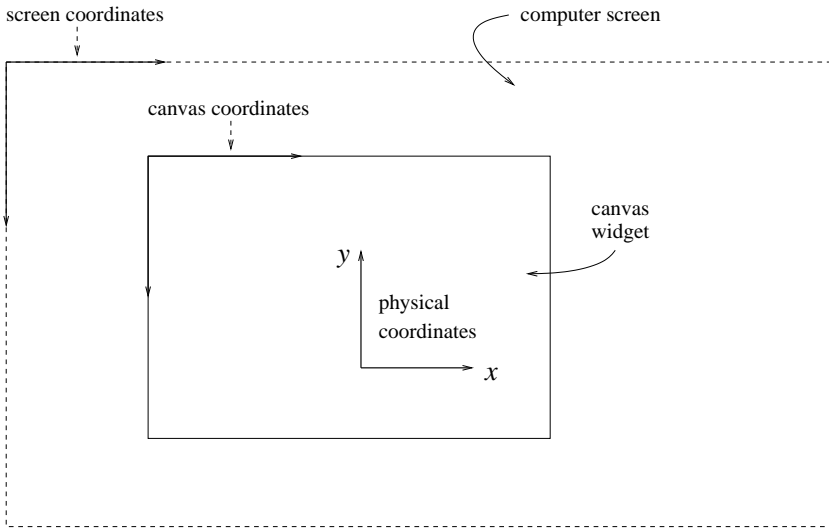 screen coordinates
computer screen
canvas coordinates
canvas
widget
y
physical
coordinates
x